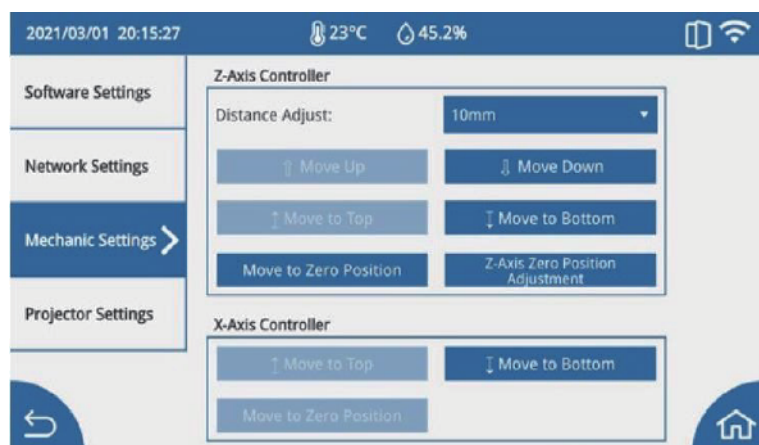 2021/03/01 20:15:27 23°C 45.2%
Software Settings
Network Settings
Mechanic Settings
Projector Settings
Z-Axis Controller
Distance Adjust: 10mm
Move Up Move Down
Move to Top Move to Bottom
Move to Zero Position Z-Axis Zero Position
Adjustment
X-Axis Controller
Move to Top Move to Bottom
Move to Zero Position